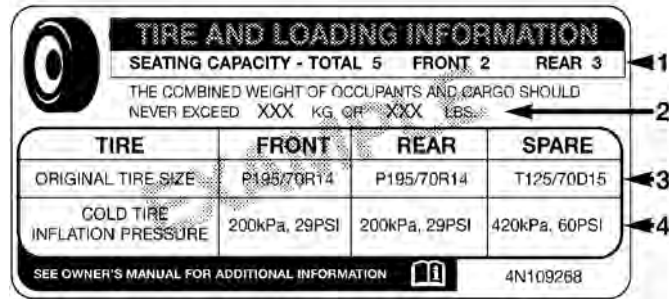 TIRE AND LOADING INFORMATION
SEATING CAPACITY - TOTAL 5 FRONT 2 REAR 3
1
THE COMBINED WEIGHT OF OCCUPANTS AND CARGO SHOULD
NEVER EXCEED XXX KG OR XXX LBS.
2
TIRE FRONT REAR SPARE
ORIGINAL TIRE SIZE P195/70R14 P195/70R14 T125/70D15
3
COLD TIRE
INFLATION PRESSURE 200kPa, 29PSI 200kPa, 29PSI 420kPa, 60PSI
4
SEE OWNER'S MANUAL FOR ADDITIONAL INFORMATION 4N109268
EXAMPLE